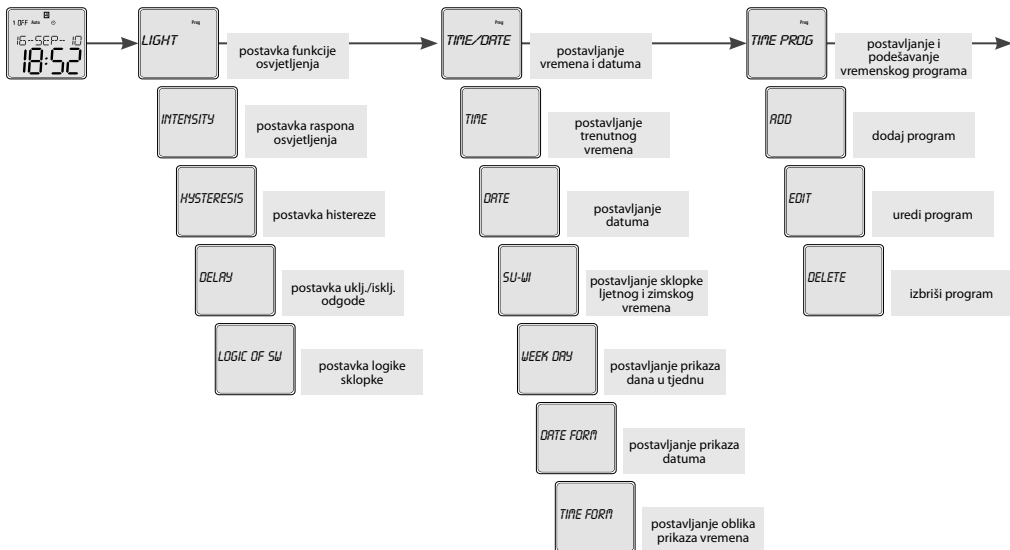 1 OFF Auto
16-SEP-10
18:52
Prog
LIGHT
postavka funkcije
osvjetljenja
INTENSITY
postavka raspona
osvjetljenja
HYSTERESIS
postavka histereze
DELAY
postavka uklj./isklj.
odgode
LOGIC OF SW
postavka logike
sklopke
Prog
TIME/DATE
postavljanje
vremena i datuma
TIME
postavljanje
trenutnog
vremena
DATE
postavljanje
datuma
SU-WI
postavljanje sklopke
ljetnog i zimskog
vremena
WEEK DAY
postavljanje prikaza
dana u tjednu
DATE FORM
postavljanje prikaza
datuma
TIME FORM
postavljanje oblika
prikaza vremena
Prog
TIME PROG
postavljanje i
podešavanje
vremenskog programa
ADD
dodaj program
EDIT
uredi program
DELETE
izbriši program